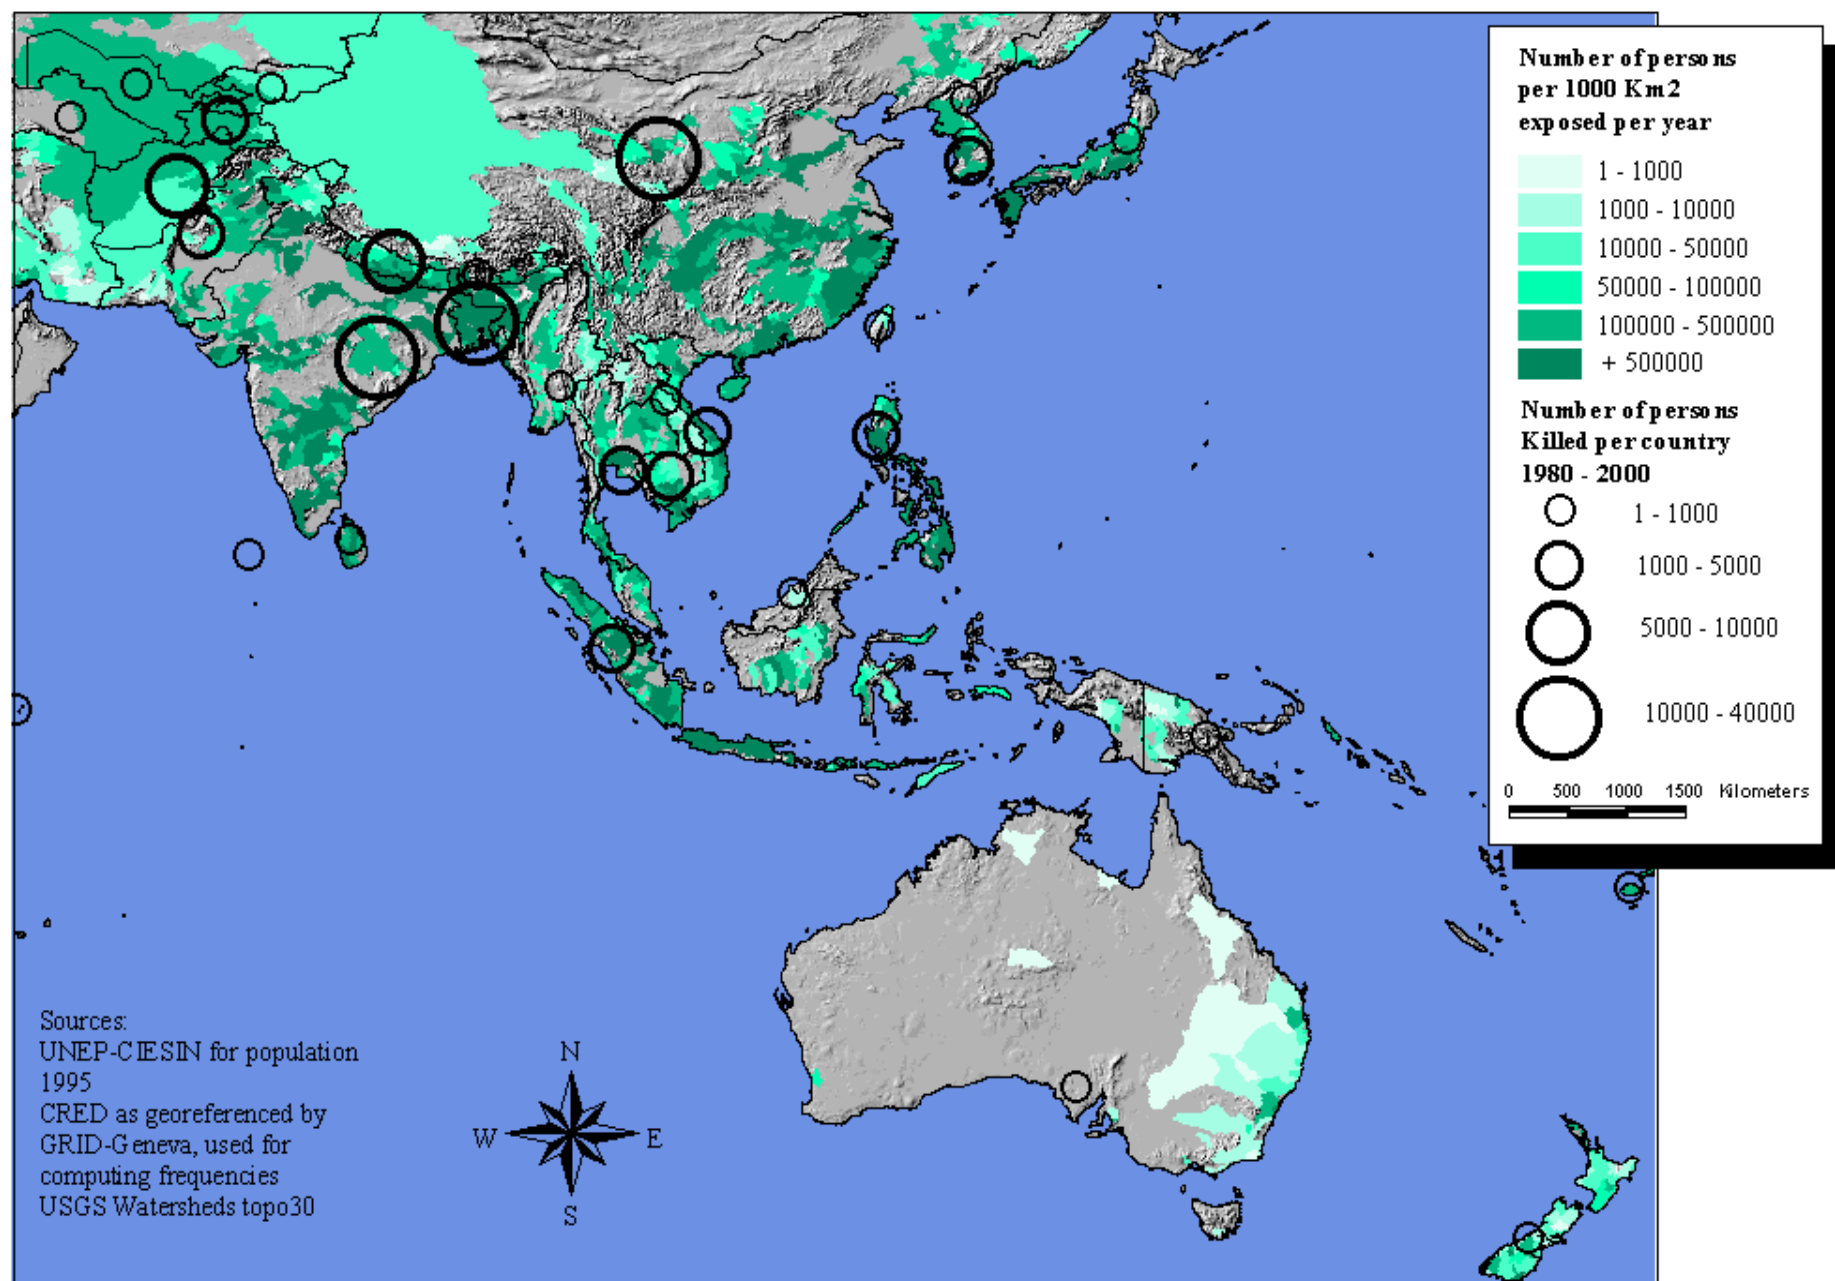 Number of persons
per 1000 Km2
exposed per year
1 - 1000
1000 - 10000
10000 - 50000
50000 - 100000
100000 - 500000
+ 500000
Number of persons
Killed per country
1980 - 2000
1 - 1000
1000 - 5000
5000 - 10000
10000 - 40000
0 500 1000 1500 Kilometers
Sources:
UNEP-CIESIN for population
1995
CRED as georeferenced by
GRID-Geneva, used for
computing frequencies
USGS Watersheds topo30
N
W E
S